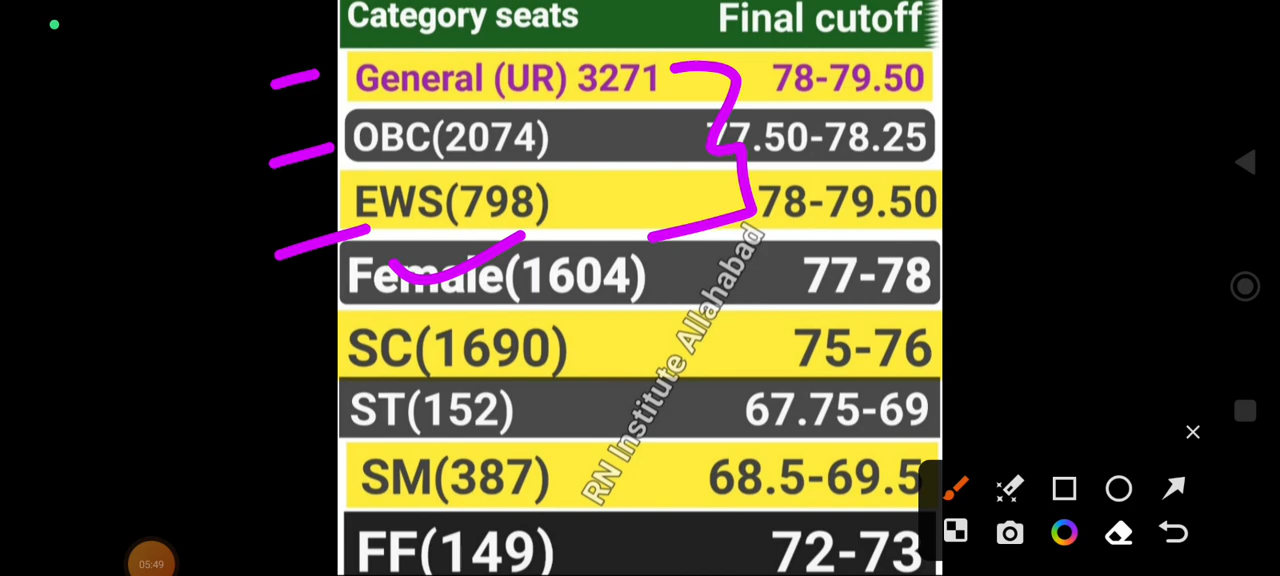 Category seats Final cutoff
General (UR) 3271 78-79.50
OBC(2074) 77.50-78.25
EWS(798) 78-79.50
Female(1604) 77-78
SC(1690) 75-76
ST(152) 67.75-69
SM(387) 68.5-69.5
FF(149) 72-73
RN Institute Allahabad
05:49